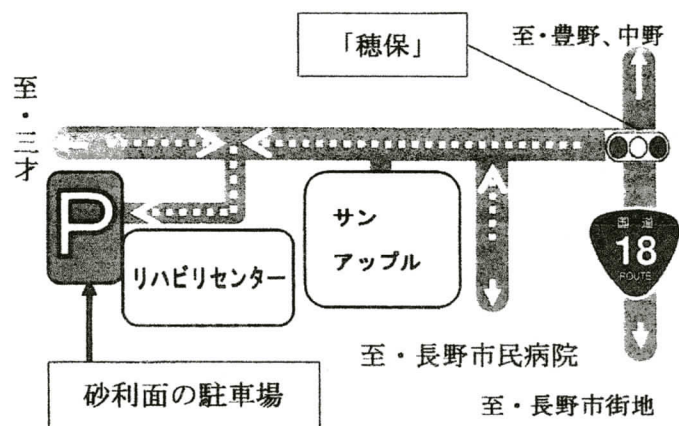 「穂保」
至・豊野、中野
至・三才
P
リハビリセンター
サン
アップル
国道
18
ROUTE
至・長野市民病院
砂利面の駐車場
至・長野市街地